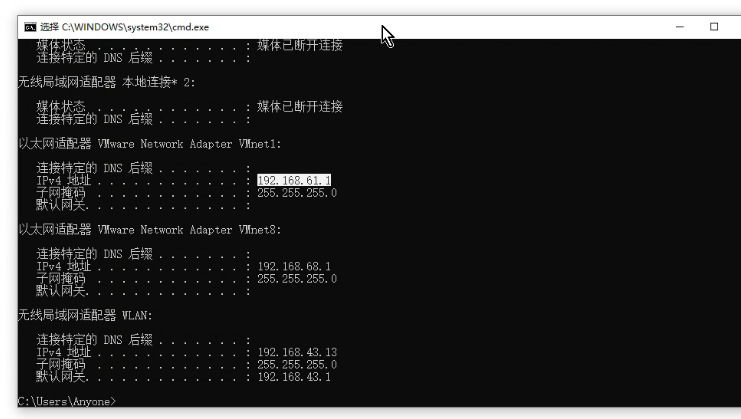 选择 C:\WINDOWS\system32\cmd.exe
媒体状态 . . . . . . . . . . . . : 媒体已断开连接
连接特定的 DNS 后缀 . . . . . . . :
无线局域网适配器 本地连接* 2:
媒体状态 . . . . . . . . . . . . : 媒体已断开连接
连接特定的 DNS 后缀 . . . . . . . :
以太网适配器 VMware Network Adapter VMnet1:
连接特定的 DNS 后缀 . . . . . . . :
IPv4 地址 . . . . . . . . . . . . : 192.168.61.1
子网掩码 . . . . . . . . . . . . : 255.255.255.0
默认网关. . . . . . . . . . . . . :
以太网适配器 VMware Network Adapter VMnet8:
连接特定的 DNS 后缀 . . . . . . . :
IPv4 地址 . . . . . . . . . . . . : 192.168.68.1
子网掩码 . . . . . . . . . . . . : 255.255.255.0
默认网关. . . . . . . . . . . . . :
无线局域网适配器 WLAN:
连接特定的 DNS 后缀 . . . . . . . :
IPv4 地址 . . . . . . . . . . . . : 192.168.43.13
子网掩码 . . . . . . . . . . . . : 255.255.255.0
默认网关. . . . . . . . . . . . . : 192.168.43.1
C:\Users\Anyone>